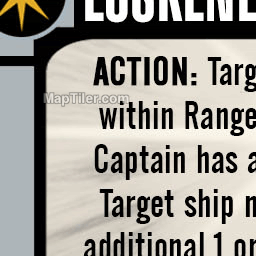 ACTION: Targ
MapTiler.com
within Range
Captain has a
Target ship
additional 1 or